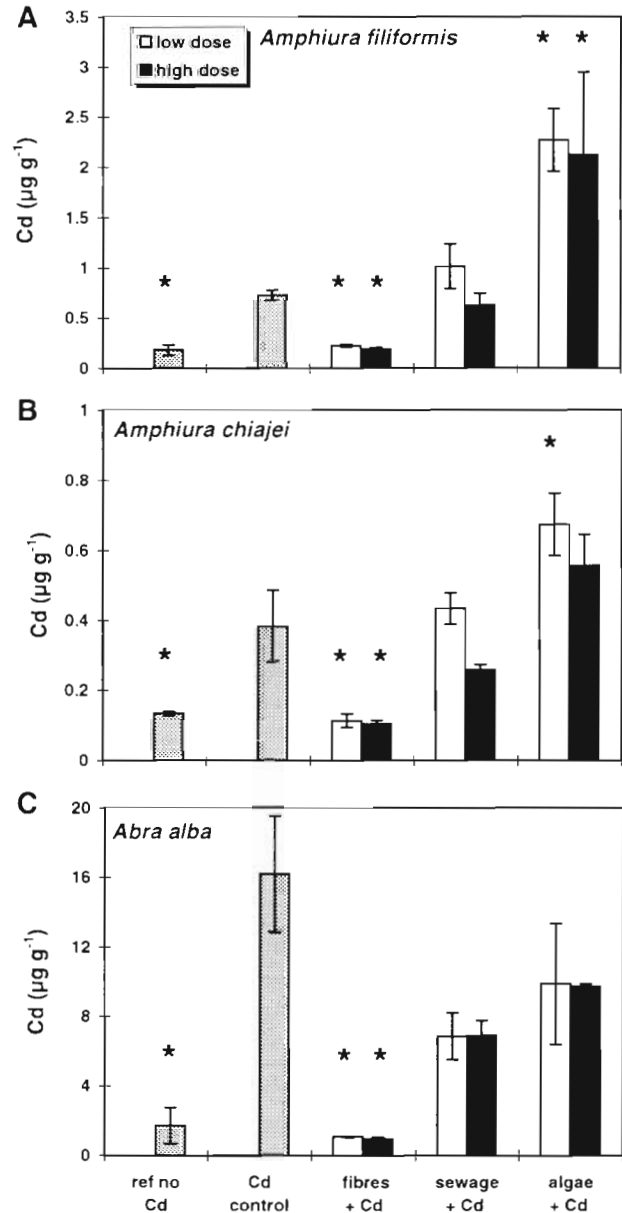 A
3.5
3
2.5
2
1.5
1
0.5
0
Cd (µg g⁻¹)
low dose
high dose
Amphiura filiformis
* * * * *
B
1
0.8
0.6
0.4
0.2
0
Cd (µg g⁻¹)
Amphiura chiajei
* * * *
C
20
16
12
8
4
0
Cd (µg g⁻¹)
Abra alba
* * *
ref no Cd
Cd control
fibres + Cd
sewage + Cd
algae + Cd